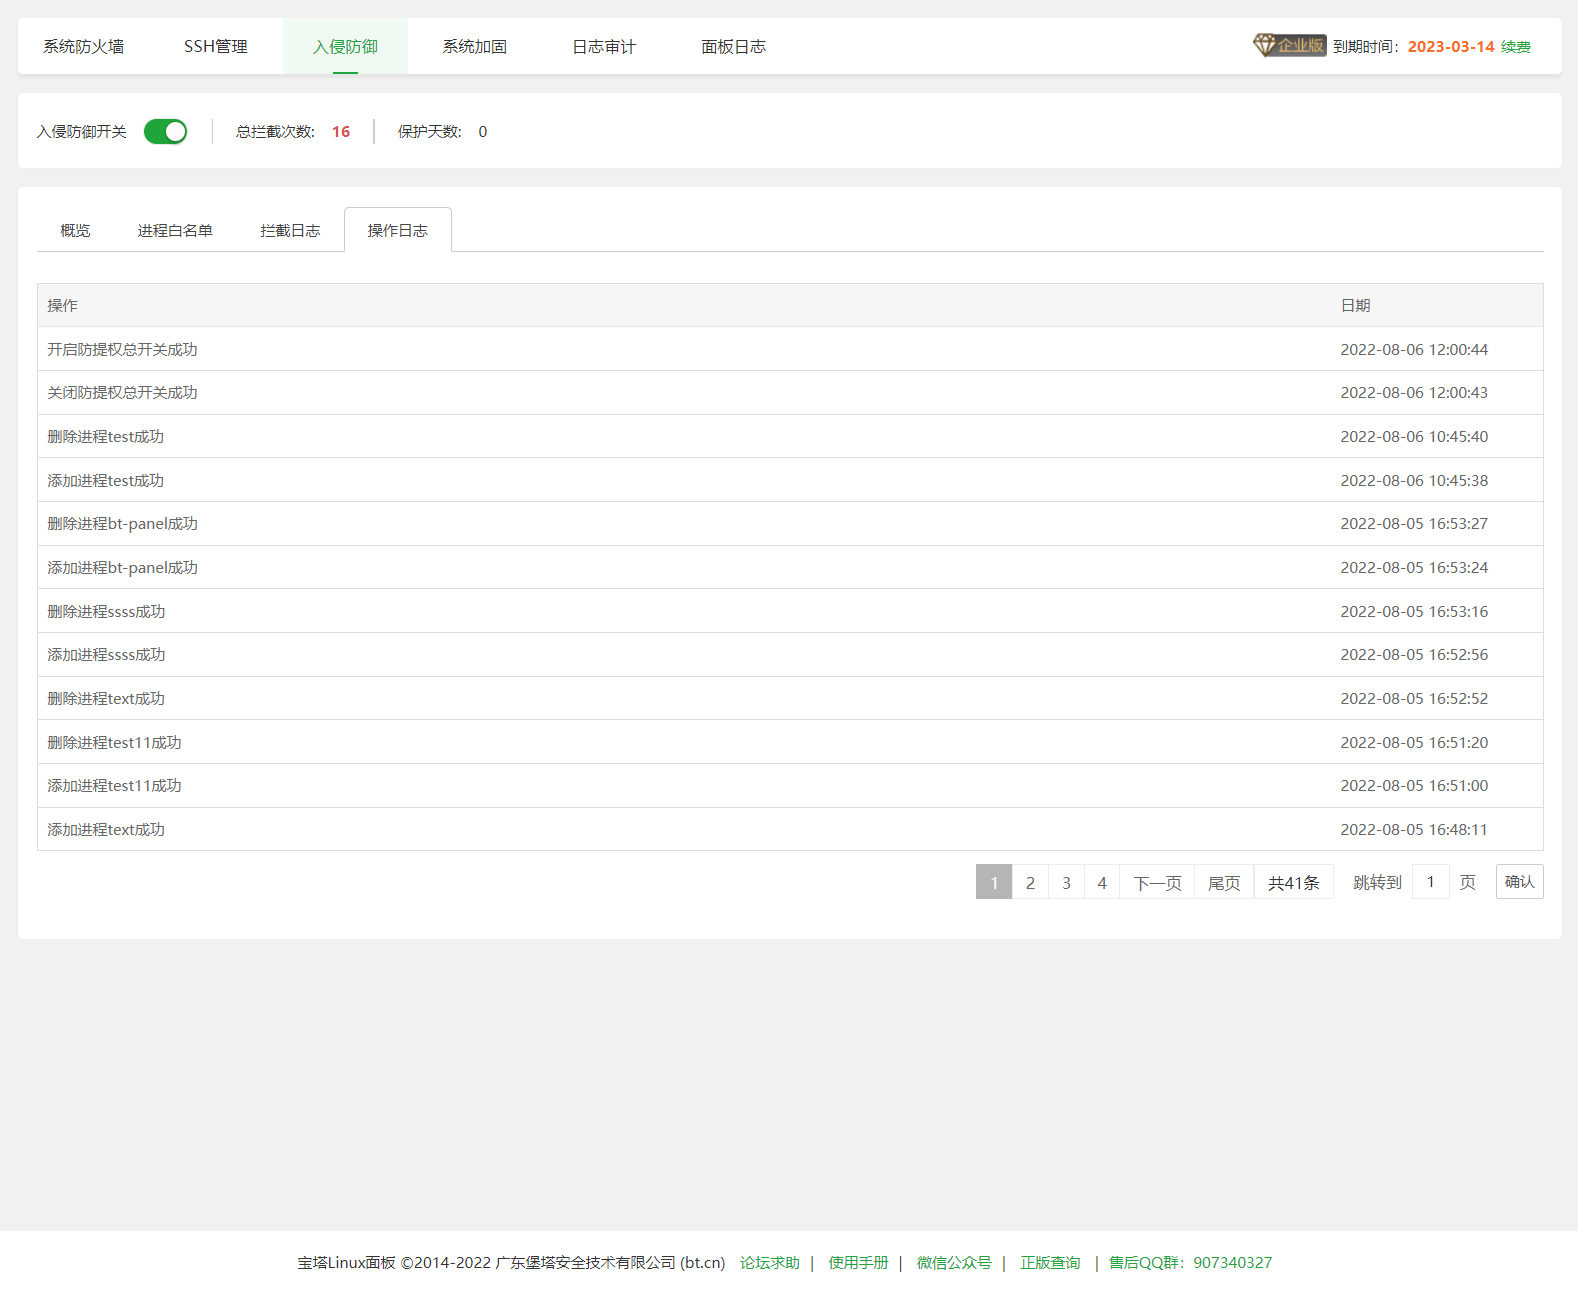 系统防火墙 SSH管理 入侵防御 系统加固 日志审计 面板日志 企业版 到期时间：2023-03-14 续费
入侵防御开关 总拦截次数: 16 保护天数: 0
概览 进程白名单 拦截日志 操作日志
操作 日期
开启防提权总开关成功 2022-08-06 12:00:44
关闭防提权总开关成功 2022-08-06 12:00:43
删除进程test成功 2022-08-06 10:45:40
添加进程test成功 2022-08-06 10:45:38
删除进程bt-panel成功 2022-08-05 16:53:27
添加进程bt-panel成功 2022-08-05 16:53:24
删除进程ssss成功 2022-08-05 16:53:16
添加进程ssss成功 2022-08-05 16:52:56
删除进程text成功 2022-08-05 16:52:52
删除进程test11成功 2022-08-05 16:51:20
添加进程test11成功 2022-08-05 16:51:00
添加进程text成功 2022-08-05 16:48:11
1 2 3 4 下一页 尾页 共41条 跳转到 1 页 确认
宝塔Linux面板 ©2014-2022 广东堡塔安全技术有限公司 (bt.cn) 论坛求助 | 使用手册 | 微信公众号 | 正版查询 | 售后QQ群：907340327